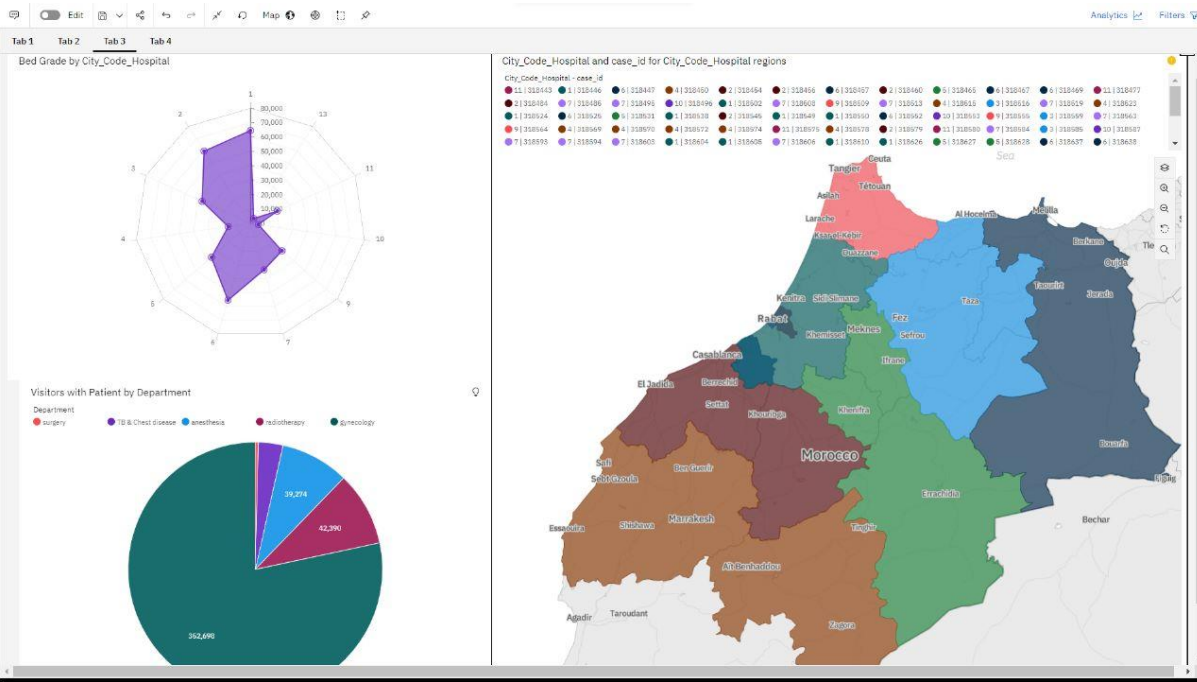 Edit
Map
Analytics
Filters
Tab 1
Tab 2
Tab 3
Tab 4
Bed Grade by City_Code_Hospital
1
13
11
10
9
7
6
5
4
3
2
80,000
70,000
60,000
50,000
40,000
30,000
20,000
10,000
Visitors with Patient by Department
Department
surgery TB & Chest disease anesthesia radiotherapy gynecology
39,274
42,390
362,698
City_Code_Hospital and case_id for City_Code_Hospital regions
City_Code_Hospital - case_id
11 | 318443 1 | 318446 6 | 318447 4 | 318450 2 | 318454 2 | 318456 6 | 318457 2 | 318460 5 | 318465 6 | 318467 6 | 318469 11 | 318477
2 | 318484 7 | 318486 7 | 318495 10 | 318496 1 | 318502 7 | 318508 9 | 318509 7 | 318513 4 | 318515 3 | 318516 7 | 318519 4 | 318523
1 | 318524 6 | 318525 5 | 318531 1 | 318538 2 | 318545 1 | 318549 1 | 318550 6 | 318552 10 | 318553 9 | 318555 3 | 318559 7 | 318563
9 | 318564 4 | 318569 4 | 318570 4 | 318572 4 | 318574 11 | 318575 4 | 318578 2 | 318579 11 | 318580 7 | 318584 3 | 318585 10 | 318587
7 | 318593 7 | 318594 7 | 318603 1 | 318604 1 | 318605 7 | 318606 4 | 318610 1 | 318626 5 | 318627 5 | 318628 6 | 318637 6 | 318638
Sea
Ceuta
Tangier
Tétouan
Asilah
Larache
Ksar el-Kebir
Ouazzane
Al Hoceima
Melilla
Berkane
Oujda
Taourirt
Jerada
Kenitra
Sidi Slimane
Taza
Rabat
Fez
Khemisset
Meknes
Sefrou
Casablanca
Ifrane
El Jadida
Berrechid
Settat
Khouribga
Khenifra
Bouarfa
Morocco
Safi
Sebt Gzoula
Ben Guerir
Figuig
Errachidia
Essaouira
Shishawa
Marrakesh
Tinghir
Bechar
Ait Benhaddou
Agadir
Taroudant
Zagora